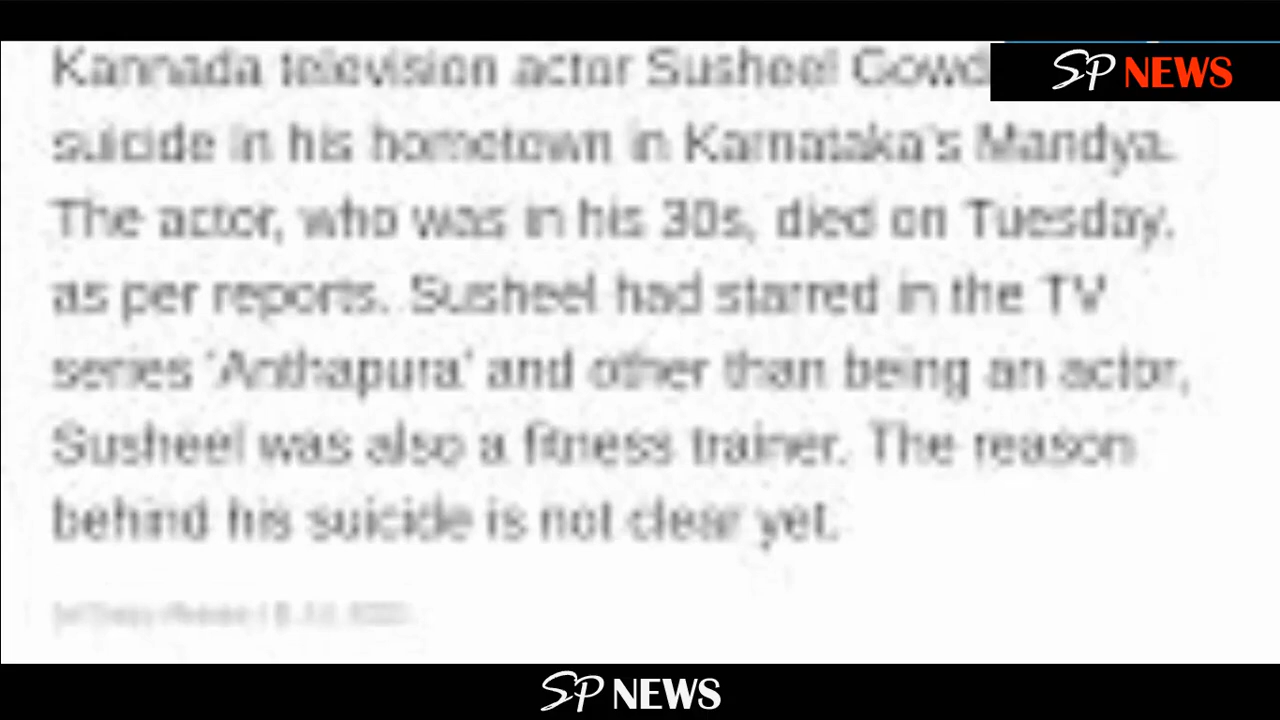 Kannada television actor Susheel Gowd
SP NEWS
suicide in his hometown in Karnataka's Mandya.
The actor, who was in his 30s, died on Tuesday,
as per reports. Susheel had starred in the TV
series 'Anthapura' and other than being an actor,
Susheel was also a fitness trainer. The reason
behind his suicide is not clear yet.
SP NEWS